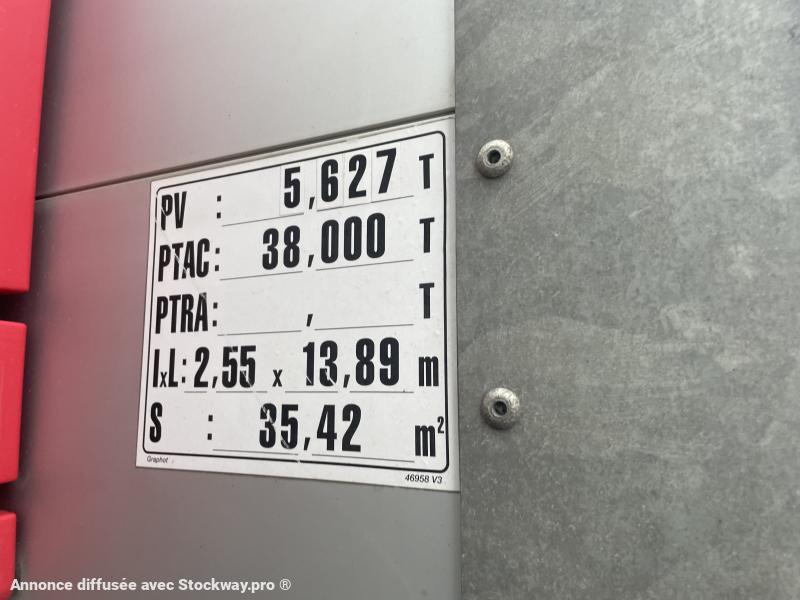 PV : 5,627 T
PTAC: 38,000 T
PTRA: , T
IxL: 2,55 x 13,89 m
S : 35,42 m²
Graphot 46958 V3
Annonce diffusée avec Stockway.pro ®